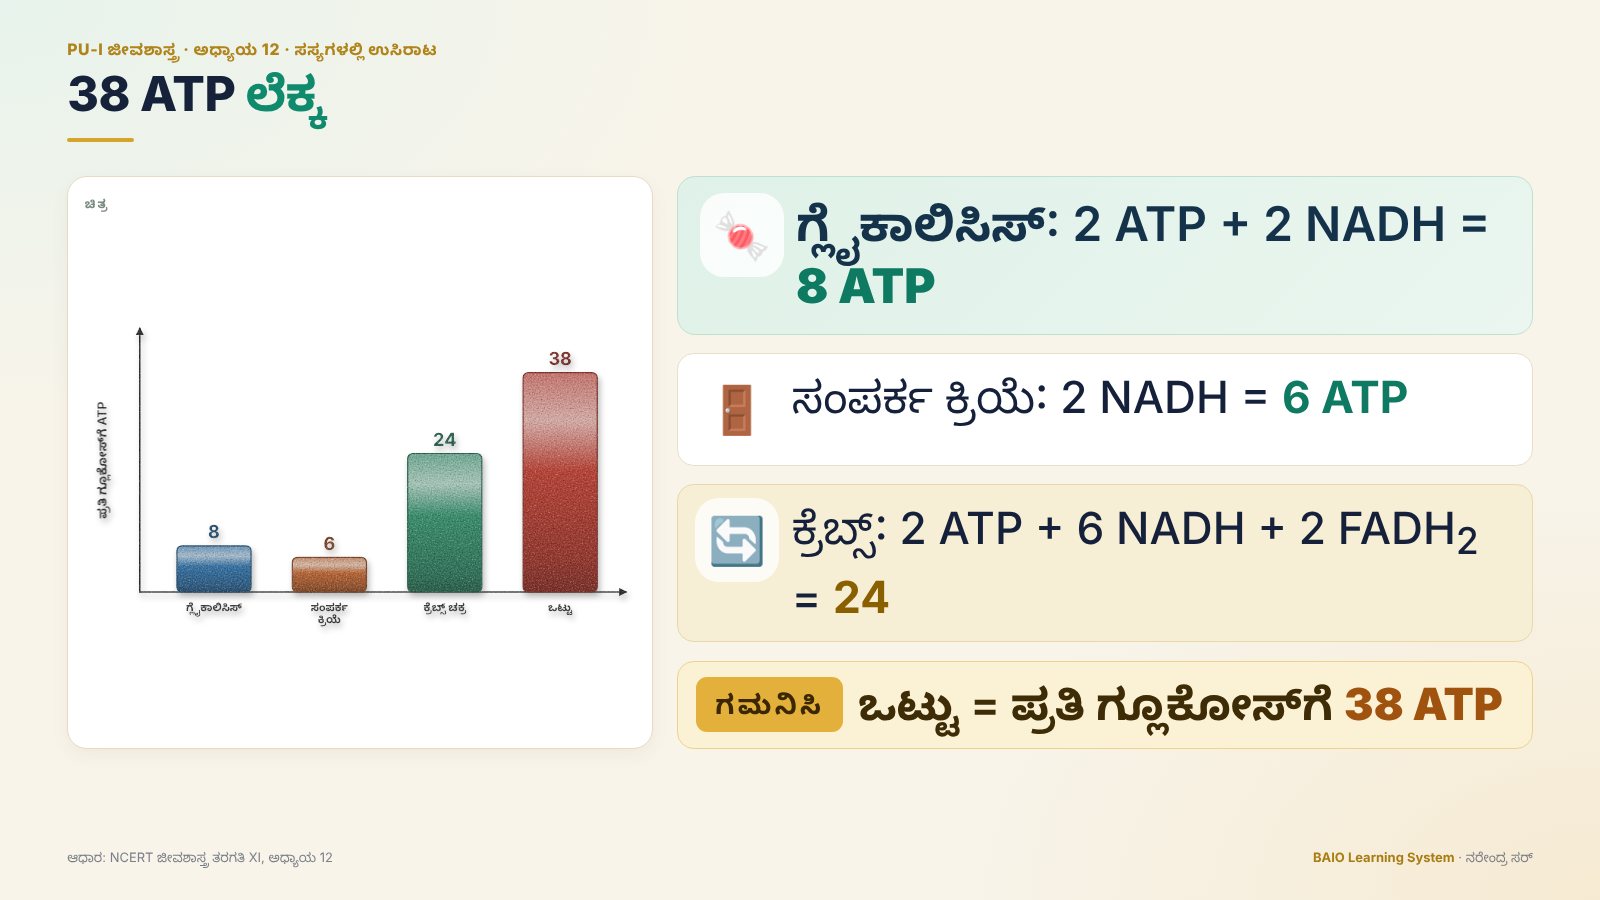 PU-I ಜೀವಶಾಸ್ತ್ರ · ಅಧ್ಯಾಯ 12 · ಸಸ್ಯಗಳಲ್ಲಿ ಉಸಿರಾಟ
38 ATP ಲೆಕ್ಕ
ಚಿತ್ರ
ಪ್ರತಿ ಗ್ಲೂಕೋಸ್‌ಗೆ ATP
8
6
24
38
ಗ್ಲೈಕಾಲಿಸಿಸ್
ಸಂಪರ್ಕ
ಕ್ರಿಯೆ
ಕ್ರೆಬ್ಸ್ ಚಕ್ರ
ಒಟ್ಟು
ಗ್ಲೈಕಾಲಿಸಿಸ್: 2 ATP + 2 NADH =
8 ATP
ಸಂಪರ್ಕ ಕ್ರಿಯೆ: 2 NADH = 6 ATP
ಕ್ರೆಬ್ಸ್: 2 ATP + 6 NADH + 2 FADH₂
= 24
ಗಮನಿಸಿ ಒಟ್ಟು = ಪ್ರತಿ ಗ್ಲೂಕೋಸ್‌ಗೆ 38 ATP
ಆಧಾರ: NCERT ಜೀವಶಾಸ್ತ್ರ ತರಗತಿ XI, ಅಧ್ಯಾಯ 12
BAIO Learning System · ನರೇಂದ್ರ ಸರ್